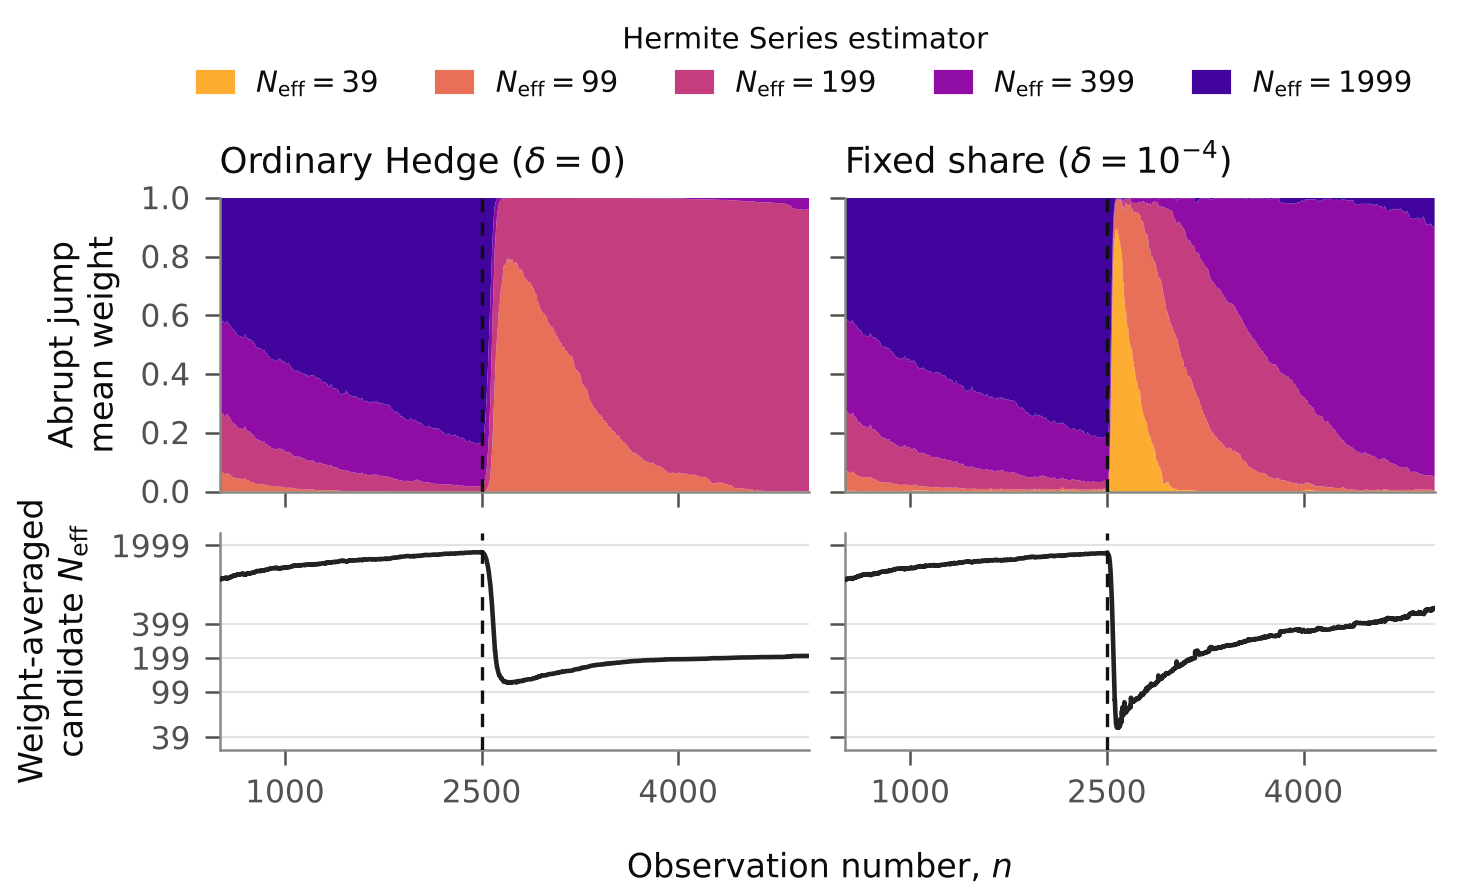 Hermite Series estimator
N_eff = 39
N_eff = 99
N_eff = 199
N_eff = 399
N_eff = 1999
Ordinary Hedge (δ = 0)
Fixed share (δ = 10⁻⁴)
Abrupt jump
mean weight
1.0
0.8
0.6
0.4
0.2
0.0
Weight-averaged
candidate N_eff
1999
399
199
99
39
1000
2500
4000
1000
2500
4000
Observation number, n